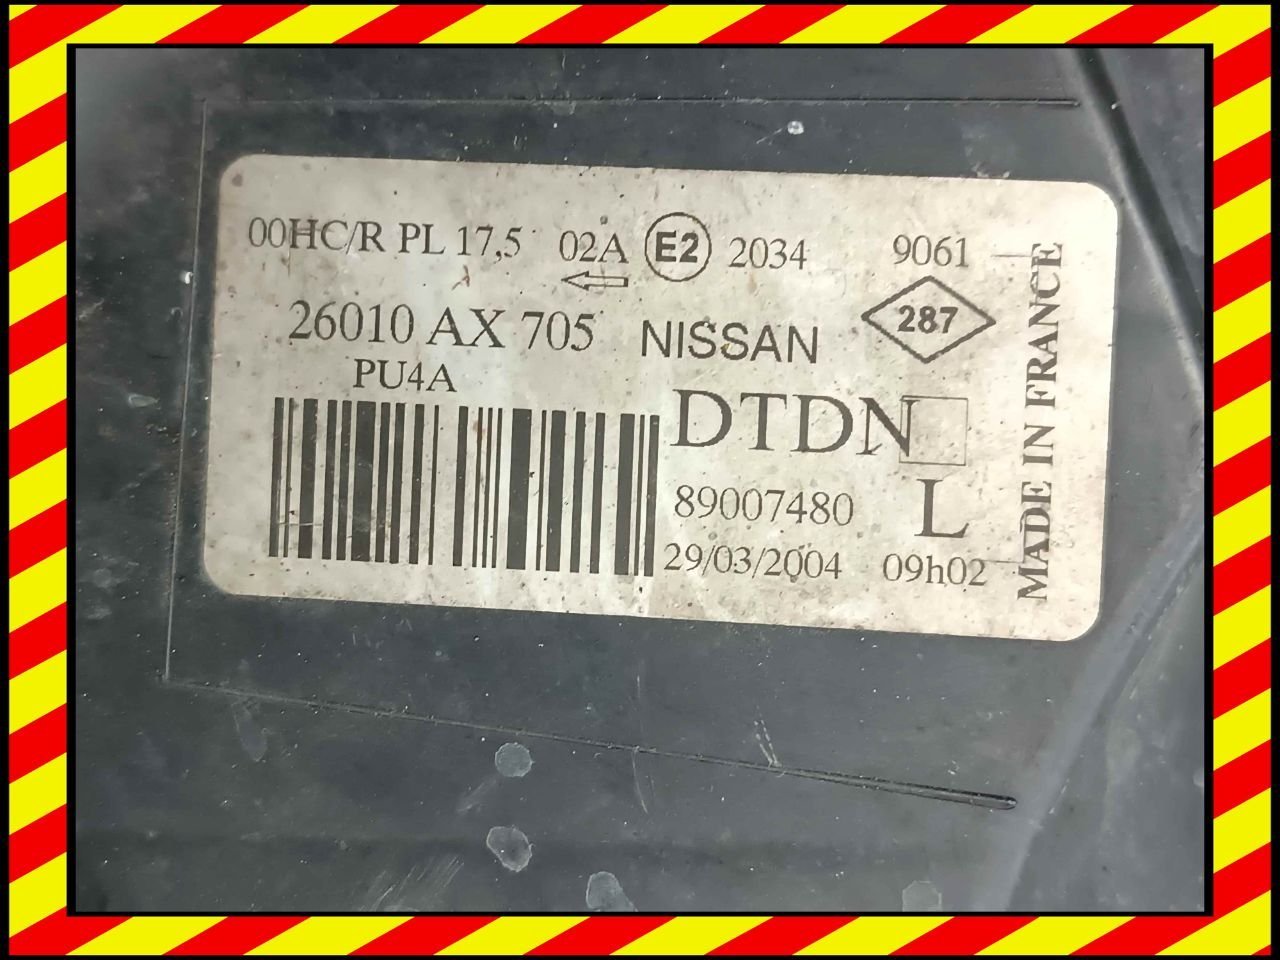 00HC/R PL 17,5 02A E2 2034 9061
26010 AX 705 NISSAN 287
PU4A
DTDN
89007480 L
29/03/2004 09h02
MADE IN FRANCE